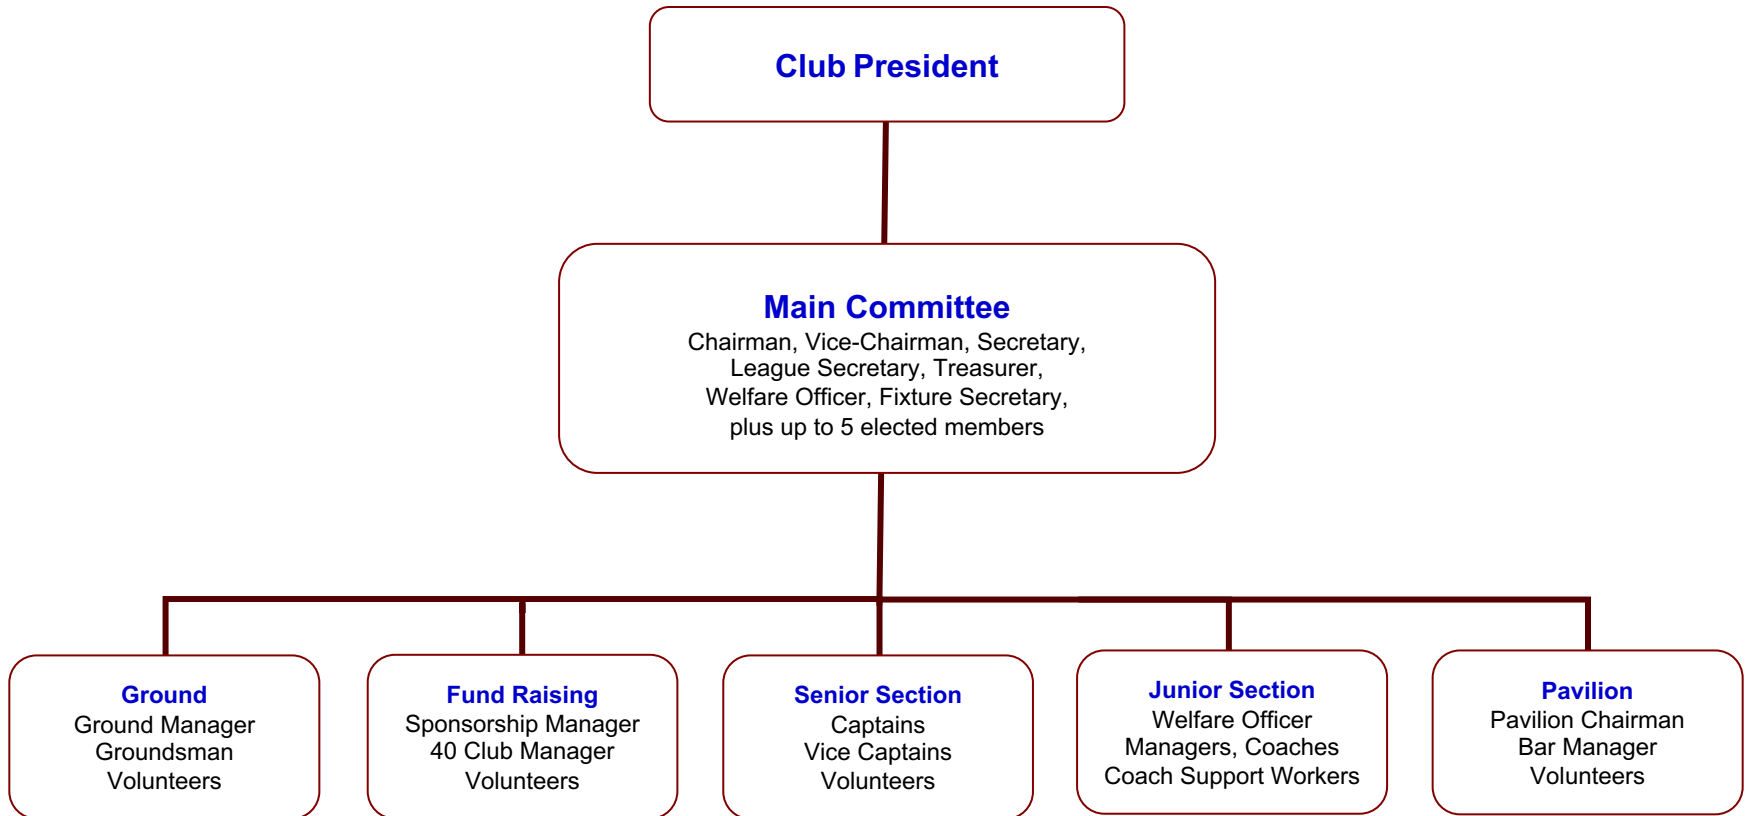 Club President
Main Committee
Chairman, Vice-Chairman, Secretary,
League Secretary, Treasurer,
Welfare Officer, Fixture Secretary,
plus up to 5 elected members
Ground
Ground Manager
Groundsman
Volunteers
Fund Raising
Sponsorship Manager
40 Club Manager
Volunteers
Senior Section
Captains
Vice Captains
Volunteers
Junior Section
Welfare Officer
Managers, Coaches
Coach Support Workers
Pavilion
Pavilion Chairman
Bar Manager
Volunteers